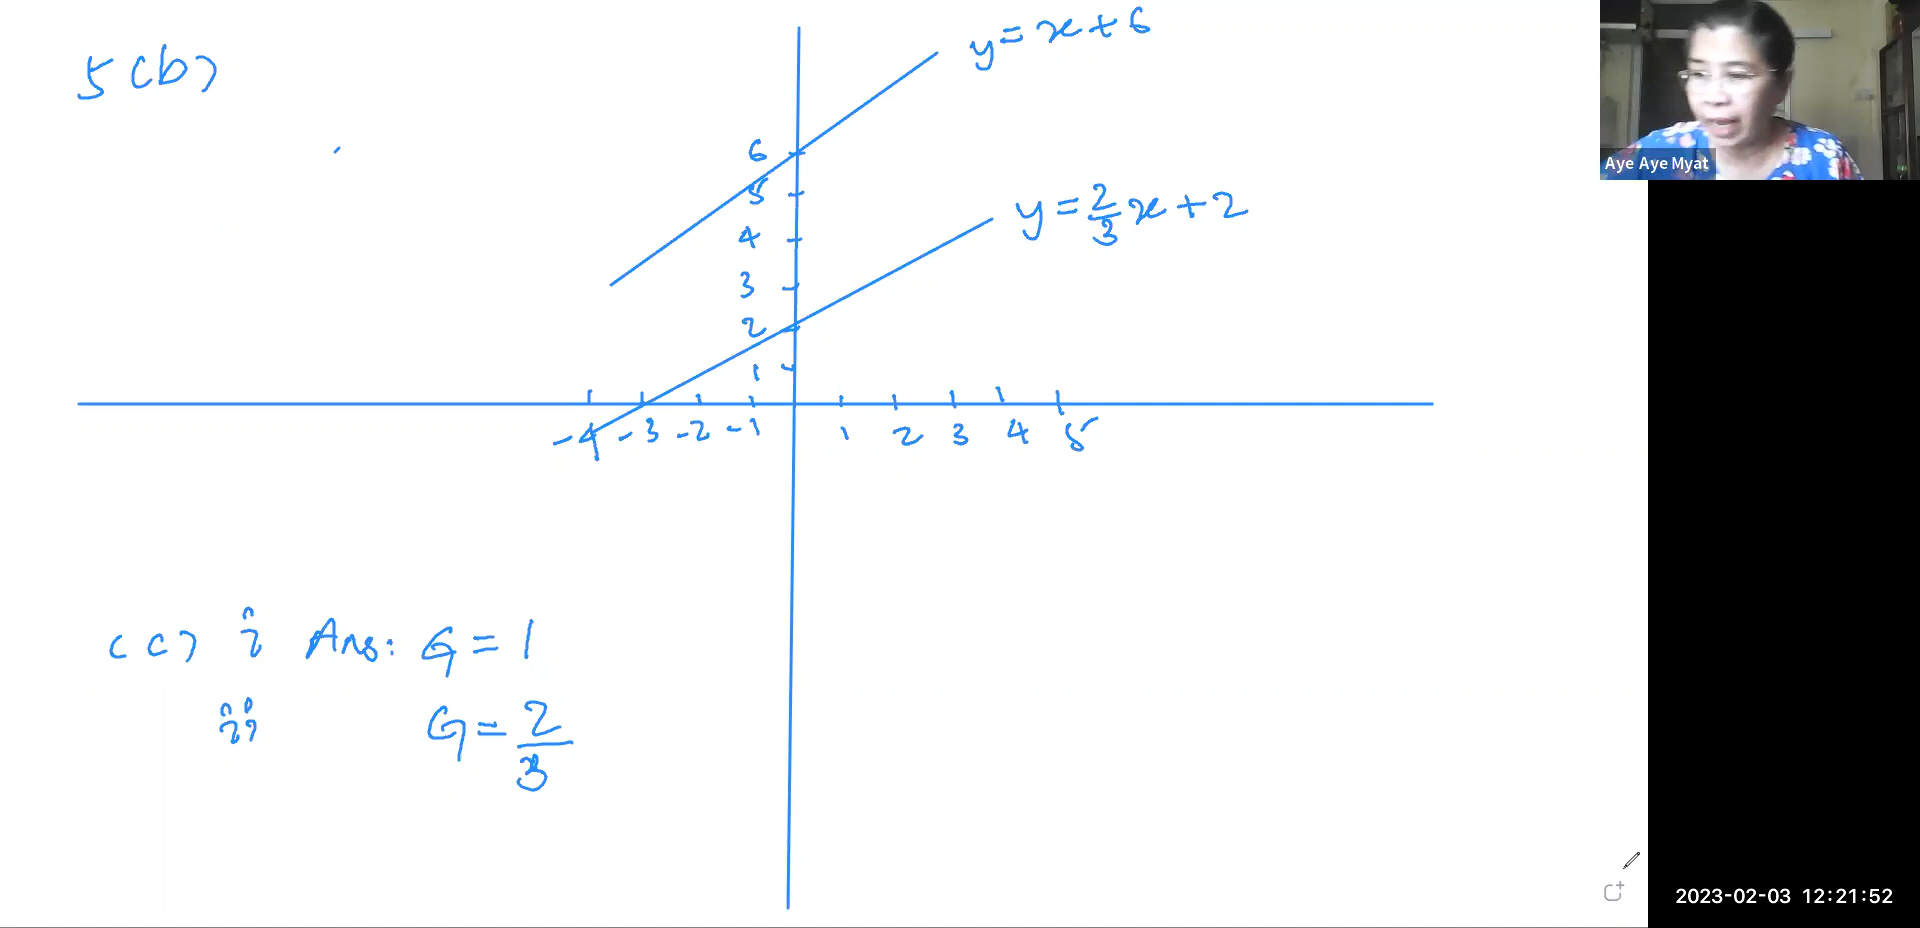 5(b)
y = x + 6
6
5
4
3
2
1
y = 2/3 x + 2
-4 -3 -2 -1 1 2 3 4 5
(c) i Ans: G = 1
ii G = 2/3
Aye Aye Myat
2023-02-03 12:21:52